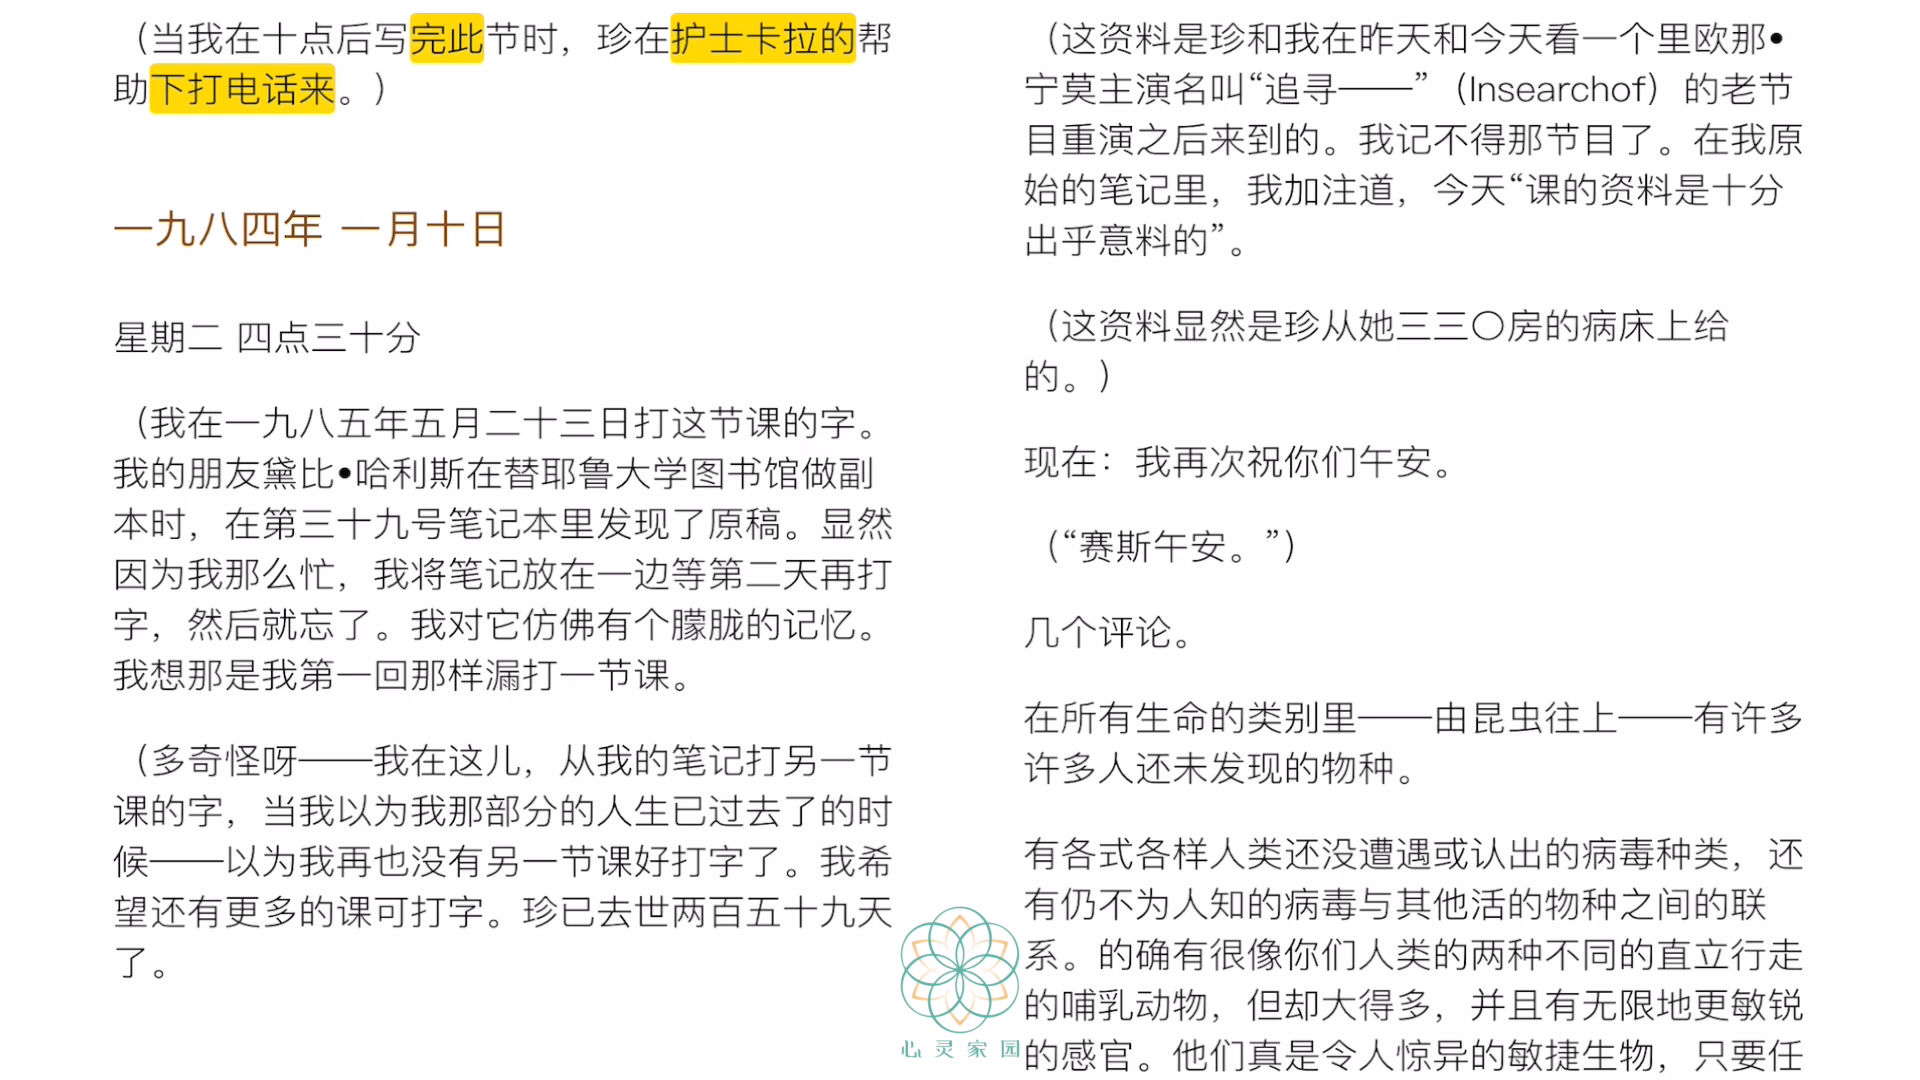 （当我在十点后写完此节时，珍在护士卡拉的帮
助下打电话来。）
一九八四年 一月十日
星期二 四点三十分
（我在一九八五年五月二十三日打这节课的字。
我的朋友黛比•哈利斯在替耶鲁大学图书馆做副
本时，在第三十九号笔记本里发现了原稿。显然
因为我那么忙，我将笔记放在一边等第二天再打
字，然后就忘了。我对它仿佛有个朦胧的记忆。
我想那是我第一回那样漏打一节课。
（多奇怪呀——我在这儿，从我的笔记打另一节
课的字，当我以为我那部分的人生已过去了的时
候——以为我再也没有另一节课好打字了。我希
望还有更多的课可打字。珍已去世两百五十九天
了。
（这资料是珍和我在昨天和今天看一个里欧那•
宁莫主演名叫“追寻——”（Insearchof）的老节
目重演之后来到的。我记不得那节目了。在我原
始的笔记里，我加注道，今天“课的资料是十分
出乎意料的”。
（这资料显然是珍从她三三〇房的病床上给
的。）
现在：我再次祝你们午安。
（“赛斯午安。”）
几个评论。
在所有生命的类别里——由昆虫往上——有许多
许多人还未发现的物种。
有各式各样人类还没遭遇或认出的病毒种类，还
有仍不为人知的病毒与其他活的物种之间的联
系。的确有很像你们人类的两种不同的直立行走
的哺乳动物，但却大得多，并且有无限地更敏锐
的感官。他们真是令人惊异的敏捷生物，只要任
心灵家园